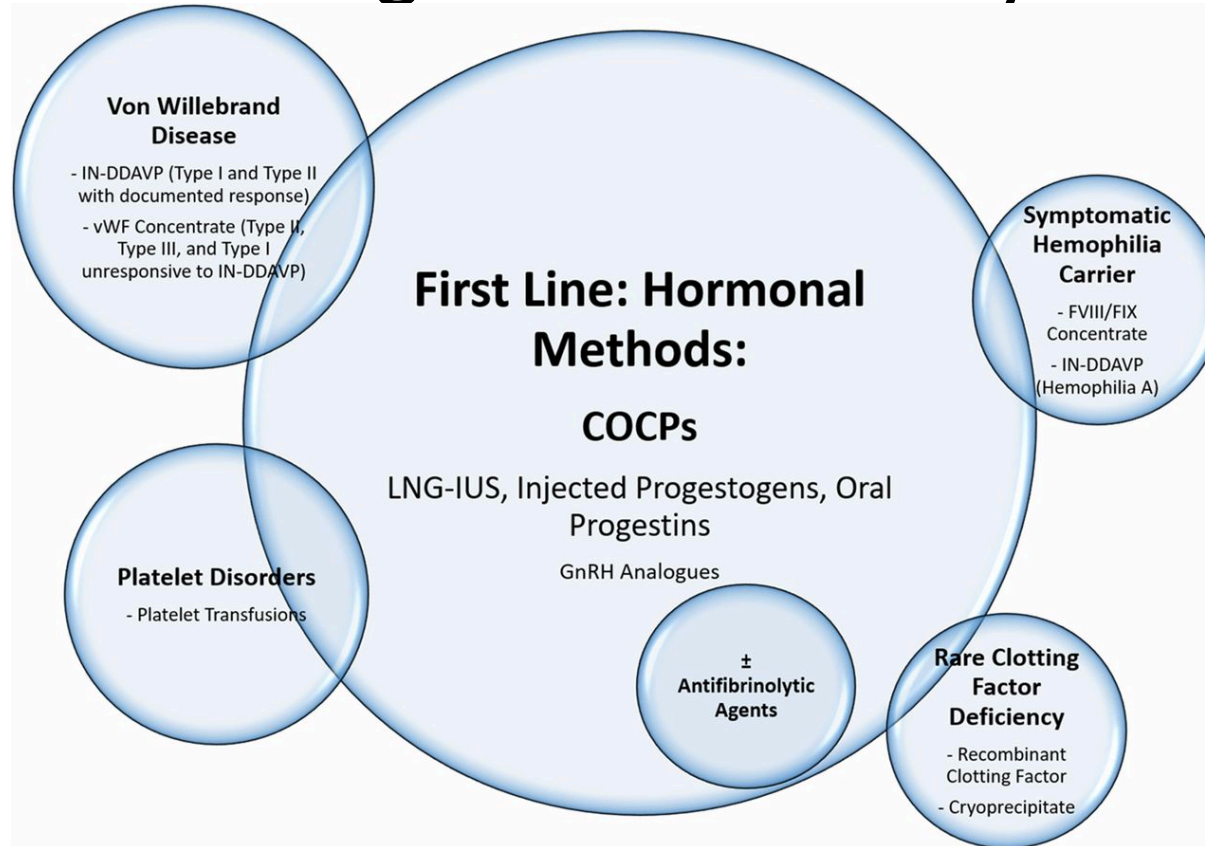 Von Willebrand
Disease
- IN-DDAVP (Type I and Type II
with documented response)
- vWF Concentrate (Type II,
Type III, and Type I
unresponsive to IN-DDAVP)
First Line: Hormonal
Methods:
COCPs
LNG-IUS, Injected Progestogens, Oral
Progestins
GnRH Analogues
Symptomatic
Hemophilia
Carrier
- FVIII/FIX
Concentrate
- IN-DDAVP
(Hemophilia A)
Platelet Disorders
- Platelet Transfusions
±
Antifibrinolytic
Agents
Rare Clotting
Factor
Deficiency
- Recombinant
Clotting Factor
- Cryoprecipitate